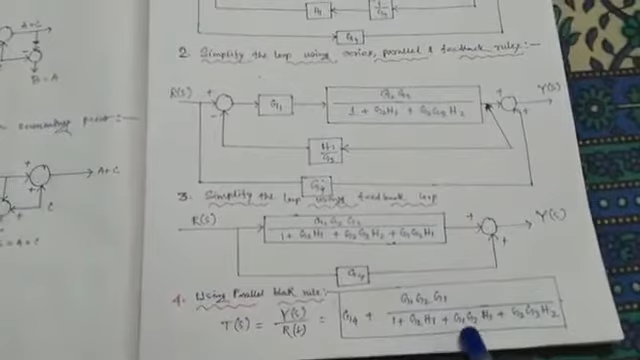 A+C
B = A
H1
G3
G4
2. Simplify the loop using series, parallel & feedback rules:-
R(s) + - G1 G2 G3 / 1 + G2H1 + G2G3H2 + + Y(s)
H1 / G3
G4
A+C
C
3. Simplify the loop using feedback loop
R(s) G1 G2 G3 / 1 + G2H1 + G2G3H2 + G1G2H1 + + Y(s)
G4
4. Using Parallel block rule:
T(s) = Y(s) / R(s) = G4 + G1 G2 G3 / 1 + G2H1 + G1G2H1 + G2G3H2